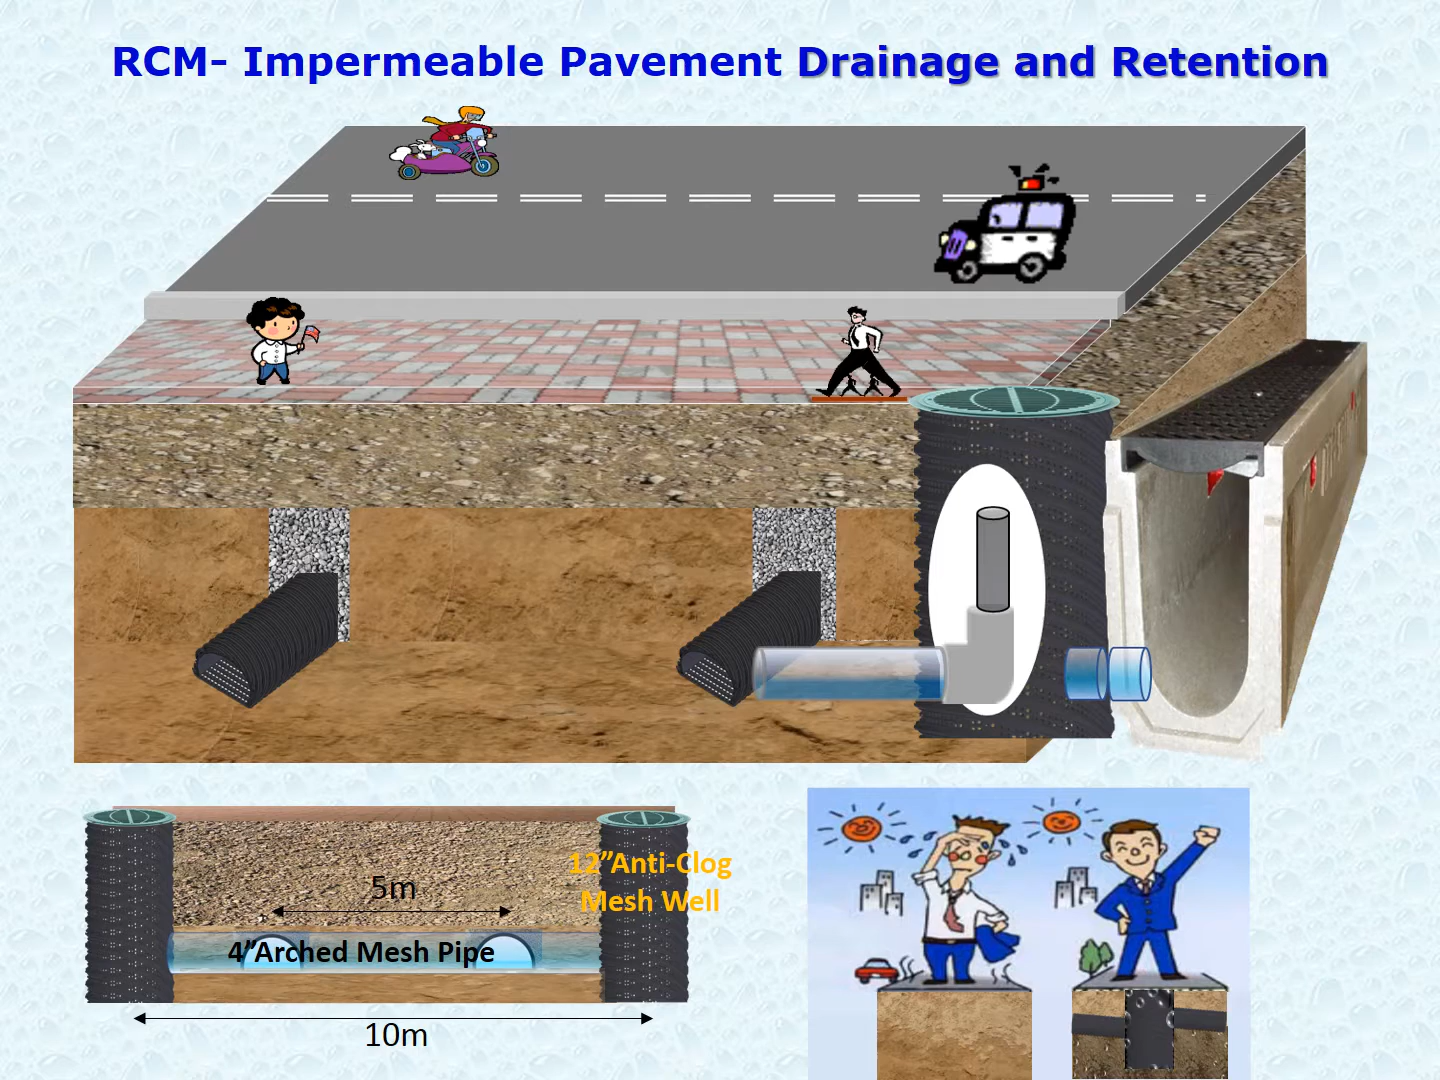 RCM- Impermeable Pavement Drainage and Retention
5m
12”Anti-Clog
Mesh Well
4”Arched Mesh Pipe
10m